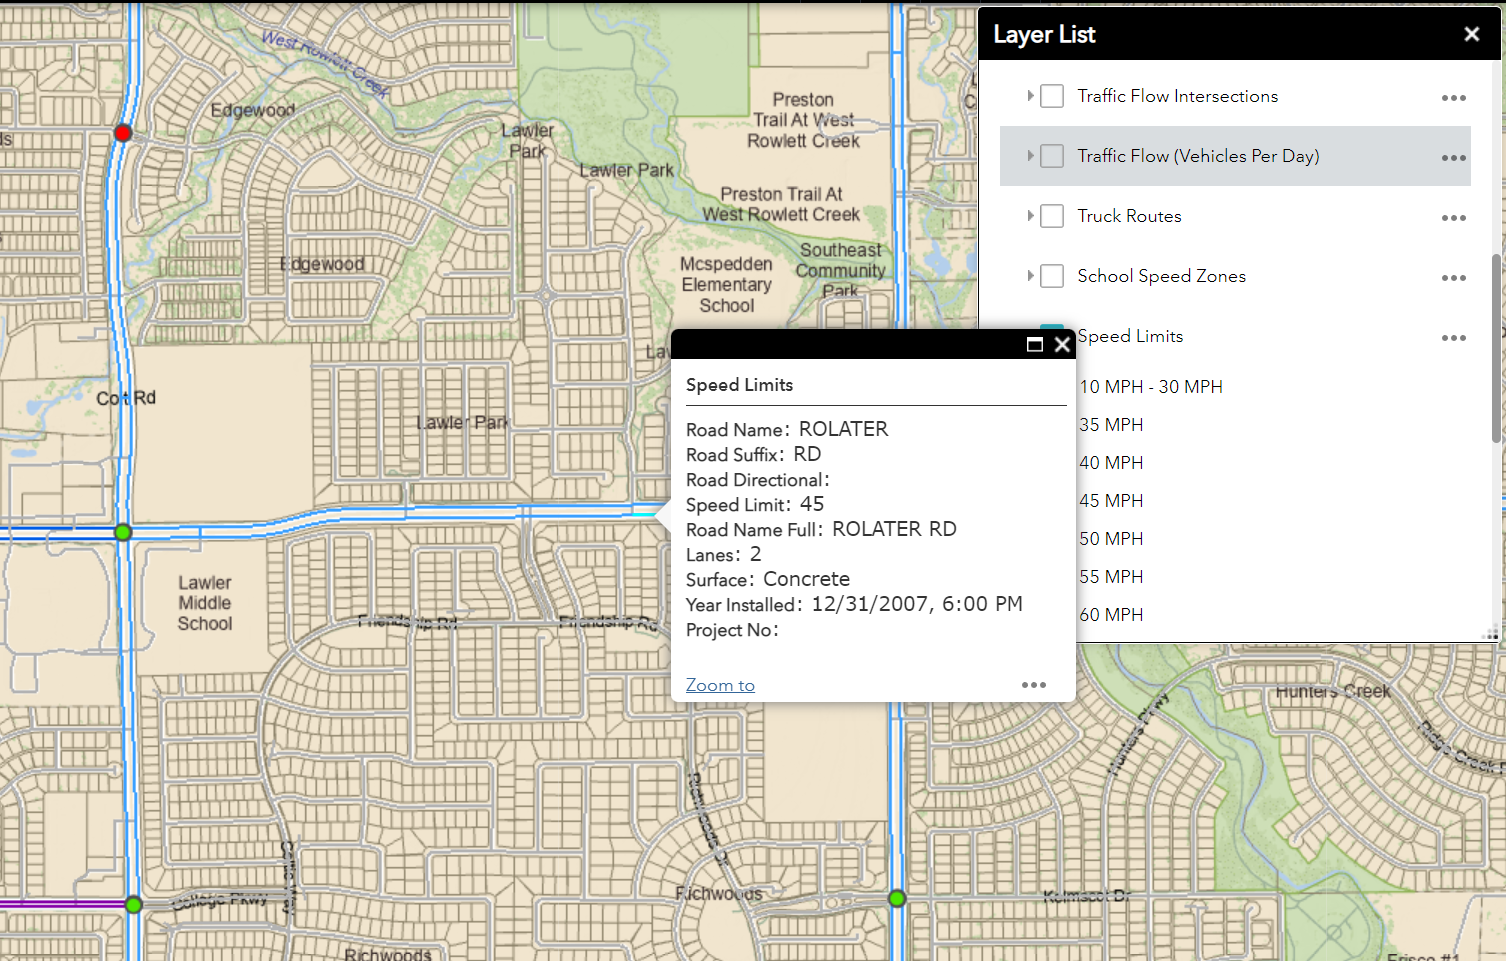 West Rowlett Creek
Edgewood
Preston
Trail At West
Rowlett Creek
Lawler
Park
Lawler Park
Preston Trail At
West Rowlett Creek
Edgewood
Mcspedden
Elementary
School
Southeast
Community
Park
Coit Rd
Lawler Park
Lawler
Middle
School
Friendship Rd
Friendship Rd
Richwoods Dr
Hunters Creek
Hunters Pkwy
Ridge Creek
College Pkwy
Richwoods
Kelmscot Dr
Richwoods
Frisco #1
Layer List
Traffic Flow Intersections
Traffic Flow (Vehicles Per Day)
Truck Routes
School Speed Zones
Speed Limits
10 MPH - 30 MPH
35 MPH
40 MPH
45 MPH
50 MPH
55 MPH
60 MPH
Speed Limits
Road Name: ROLATER
Road Suffix: RD
Road Directional:
Speed Limit: 45
Road Name Full: ROLATER RD
Lanes: 2
Surface: Concrete
Year Installed: 12/31/2007, 6:00 PM
Project No:
Zoom to